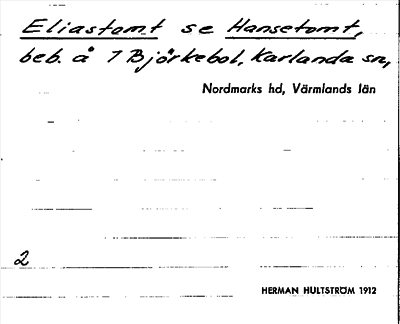 Eliastomt se Hansetomt,
beb. å 7 Björkebol, Karlanda sn,
Nordmarks hd, Värmlands län
2
HERMAN HULTSTRÖM 1912